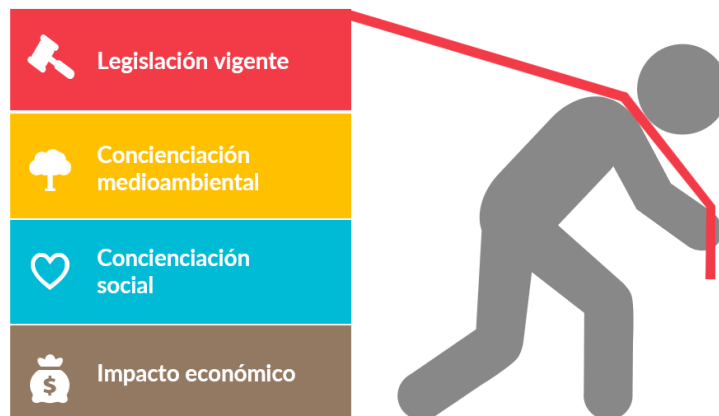 Legislación vigente
Concienciación
medioambiental
Concienciación
social
$
Impacto económico